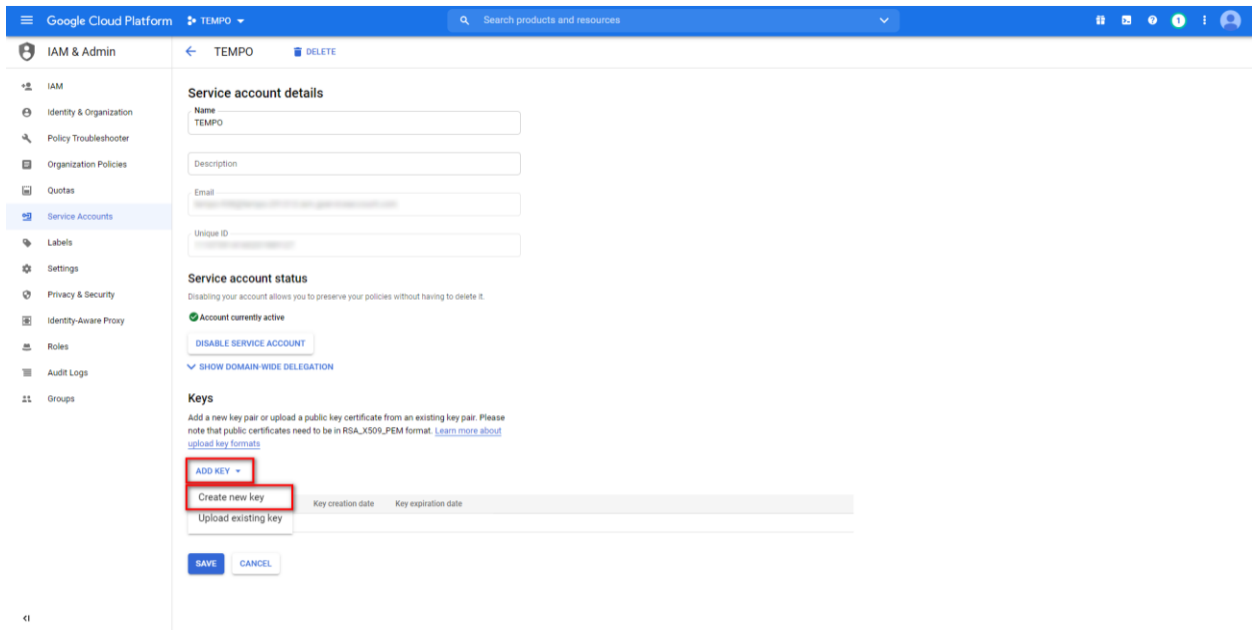 Google Cloud Platform TEMPO Search products and resources 1
IAM & Admin TEMPO DELETE
IAM
Identity & Organization
Policy Troubleshooter
Organization Policies
Quotas
Service Accounts
Labels
Settings
Privacy & Security
Identity-Aware Proxy
Roles
Audit Logs
Groups
Service account details
Name
TEMPO
Description
Email
Unique ID
Service account status
Disabling your account allows you to preserve your policies without having to delete it.
Account currently active
DISABLE SERVICE ACCOUNT
SHOW DOMAIN-WIDE DELEGATION
Keys
Add a new key pair or upload a public key certificate from an existing key pair. Please
note that public certificates need to be in RSA_X509_PEM format. Learn more about
upload key formats
ADD KEY
Create new key
Key creation date Key expiration date
Upload existing key
SAVE CANCEL